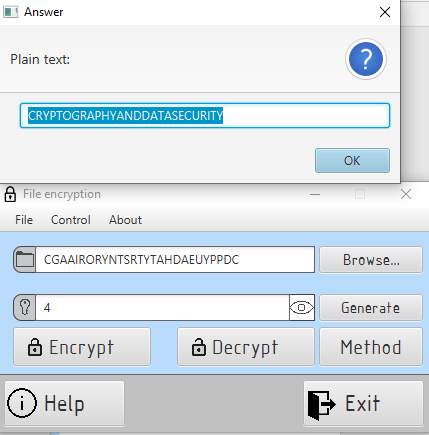 Answer
Plain text:
CRYPTOGRAPHYANDDATASECURITY
OK
File encryption
File Control About
CGAAIRORYNTSRTYTAHDAEUYPPDC
Browse...
4
Generate
Encrypt
Decrypt
Method
Help
Exit